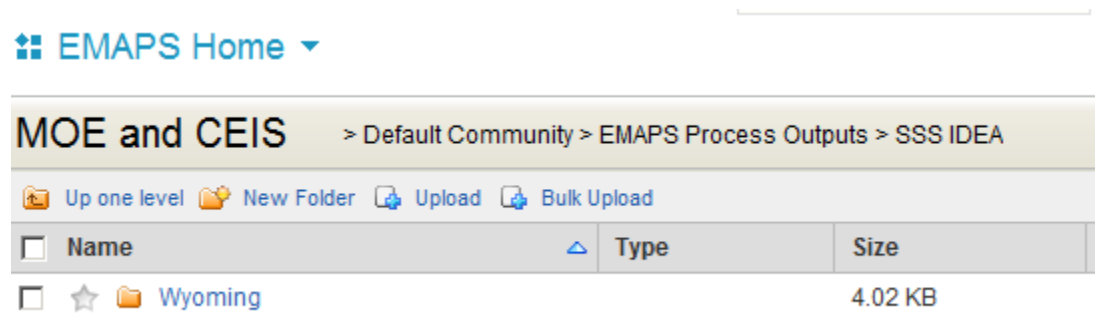 EMAPS Home
MOE and CEIS > Default Community > EMAPS Process Outputs > SSS IDEA
Up one level New Folder Upload Bulk Upload
Name Type Size
Wyoming 4.02 KB